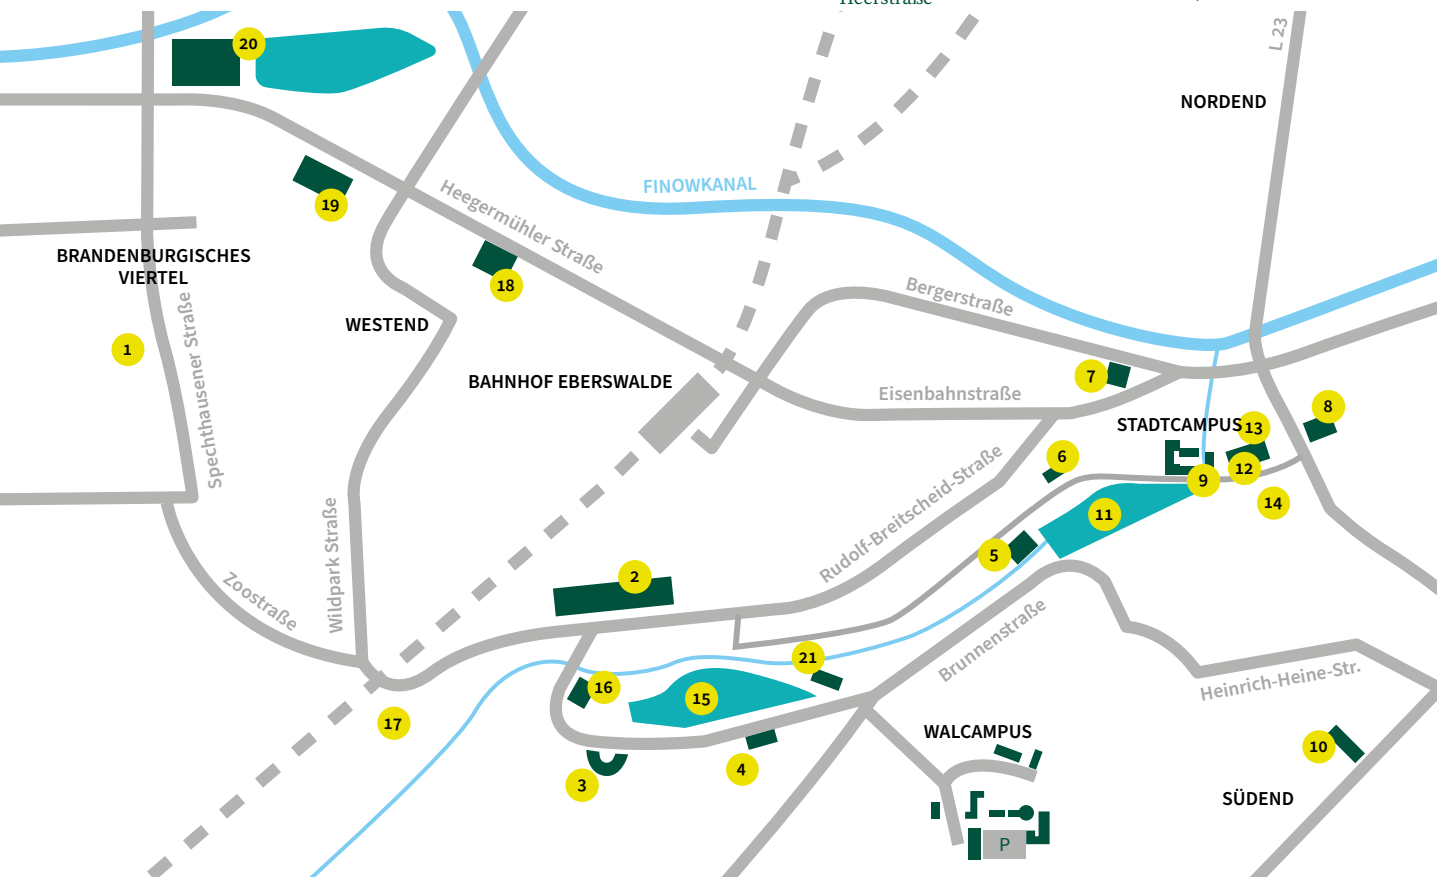 Heerstraße
L 23
20
NORDEND
FINOWKANAL
19
Heegermühler Straße
BRANDENBURGISCHES
VIERTEL
18
Bergerstraße
WESTEND
Spechthausener Straße
1
BAHNHOF EBERSWALDE
7
Eisenbahnstraße
8
STADTCAMPUS
13
6
12
9
14
11
Rudolf-Breitscheid-Straße
5
Wildpark Straße
2
Zoostraße
Brunnenstraße
21
Heinrich-Heine-Str.
16
15
17
WALCAMPUS
10
4
3
SÜDEND
P